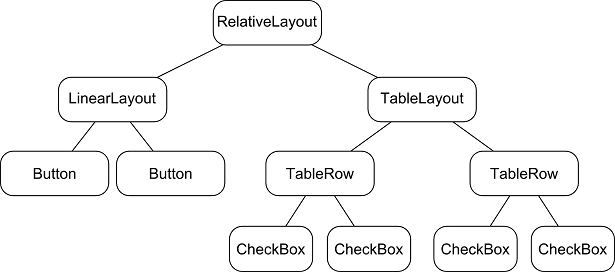 RelativeLayout
LinearLayout
TableLayout
Button
Button
TableRow
TableRow
CheckBox
CheckBox
CheckBox
CheckBox